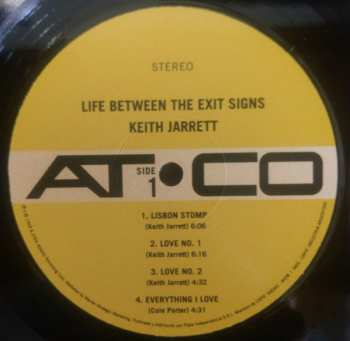 STEREO
LIFE BETWEEN THE EXIT SIGNS
KEITH JARRETT
AT•CO
SIDE
1
1. LISBON STOMP
(Keith Jarrett) 6:06
2. LOVE NO. 1
(Keith Jarrett) 6:16
3. LOVE NO. 2
(Keith Jarrett) 4:32
4. EVERYTHING I LOVE
(Cole Porter) 4:31